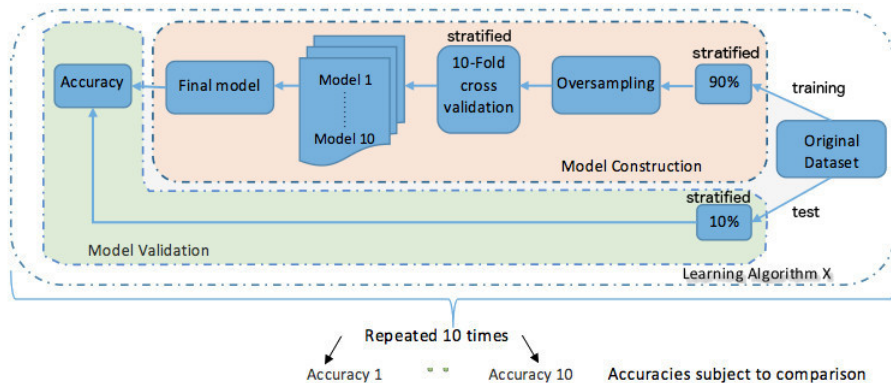 stratified
stratified
Accuracy
Final model
Model 1
Model 10
10-Fold
cross
validation
Oversampling
90%
training
Original
Dataset
Model Construction
stratified
10%
test
Model Validation
Learning Algorithm X
Repeated 10 times
Accuracy 1
Accuracy 10
Accuracies subject to comparison